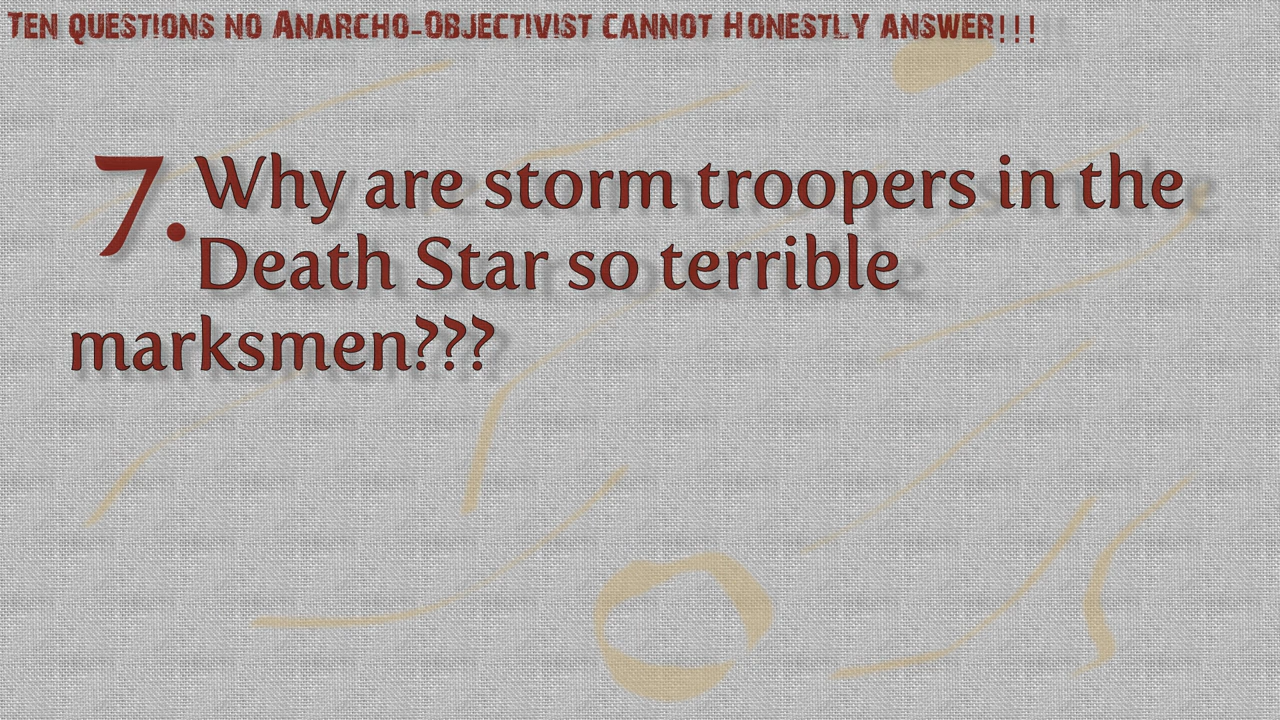 Ten questions no Anarcho-Objectivist cannot Honestly answer!!!
7. Why are storm troopers in the
Death Star so terrible
marksmen???